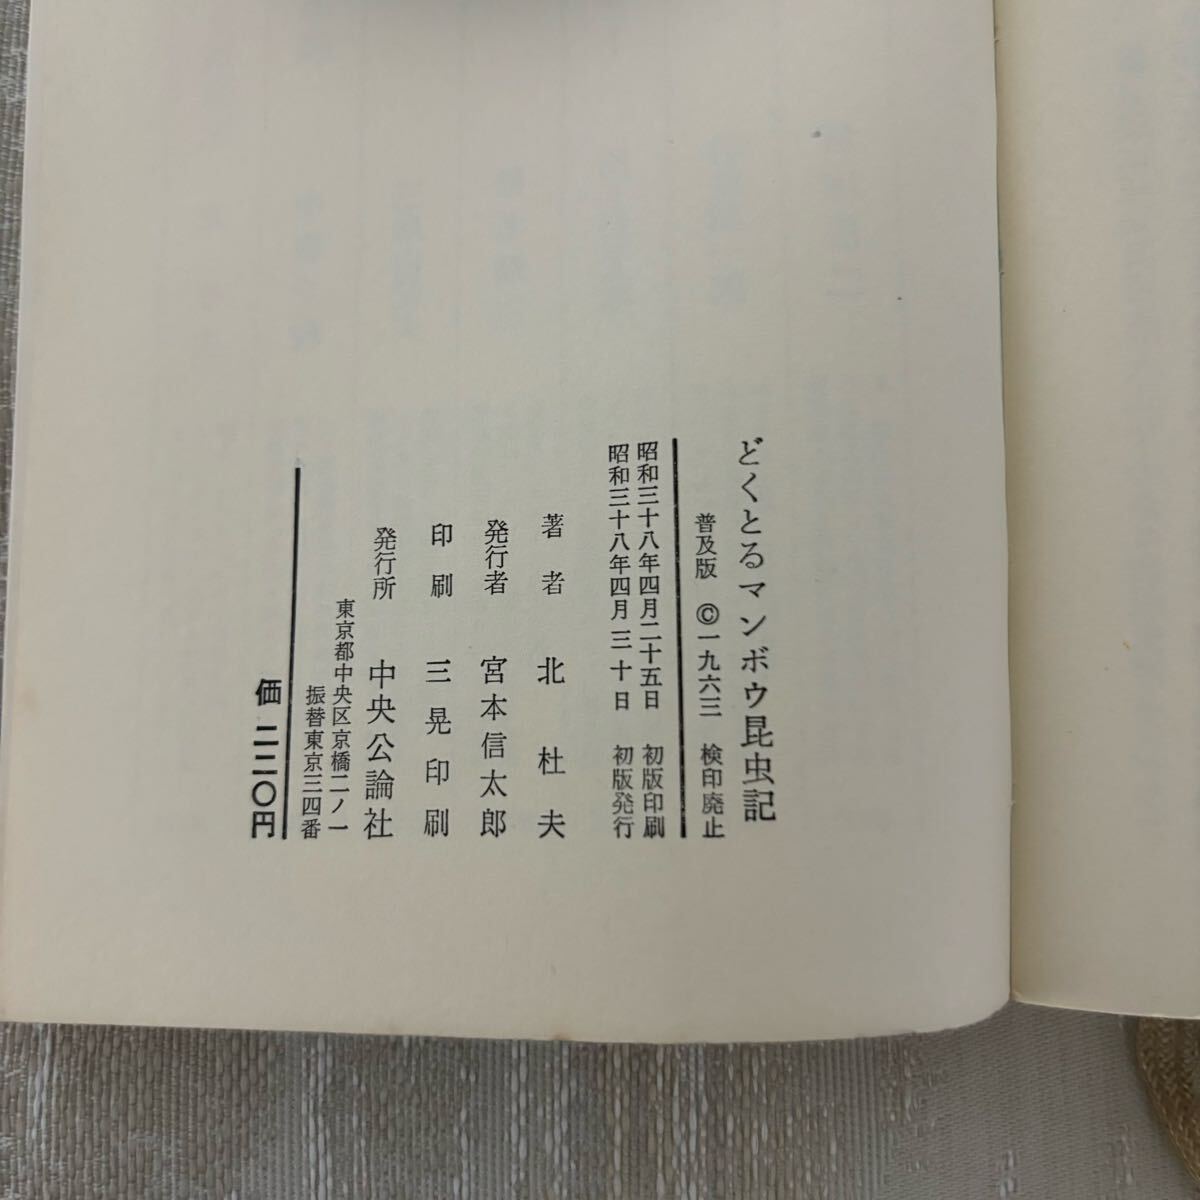 どくとるマンボウ昆虫記
普及版 ©一九六三 検印廃止
昭和三十八年四月二十五日 初版印刷
昭和三十八年四月三十日 初版発行
著者 北杜夫
発行者 宮本信太郎
印刷 三晃印刷
発行所 中央公論社
東京都中央区京橋二ノ一
振替東京三四番
価 二二〇円